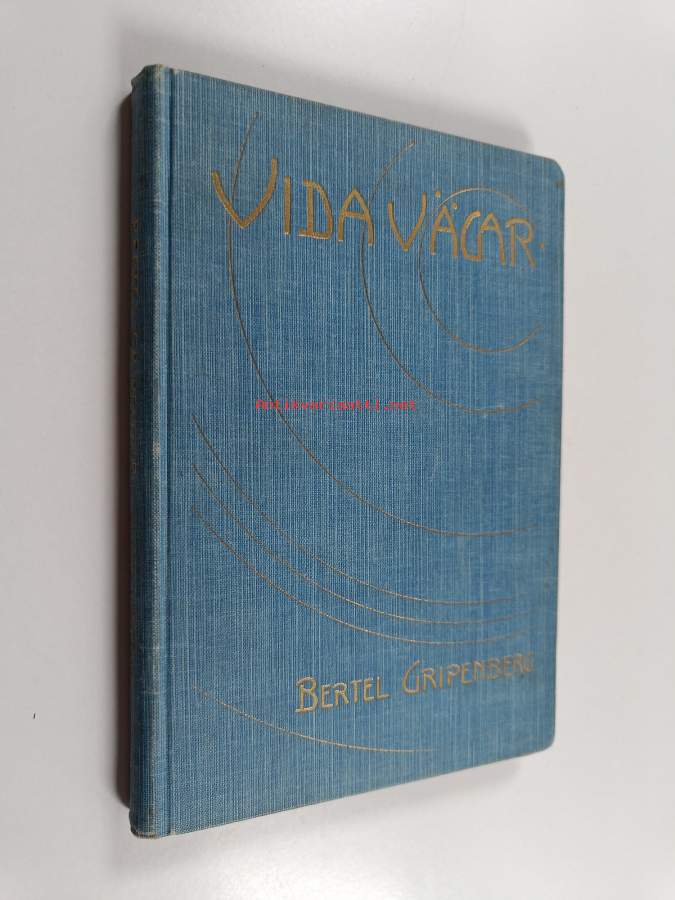 VIDA VÄGAR.
Antikvariaatti.net
BERTEL GRIPENBERG